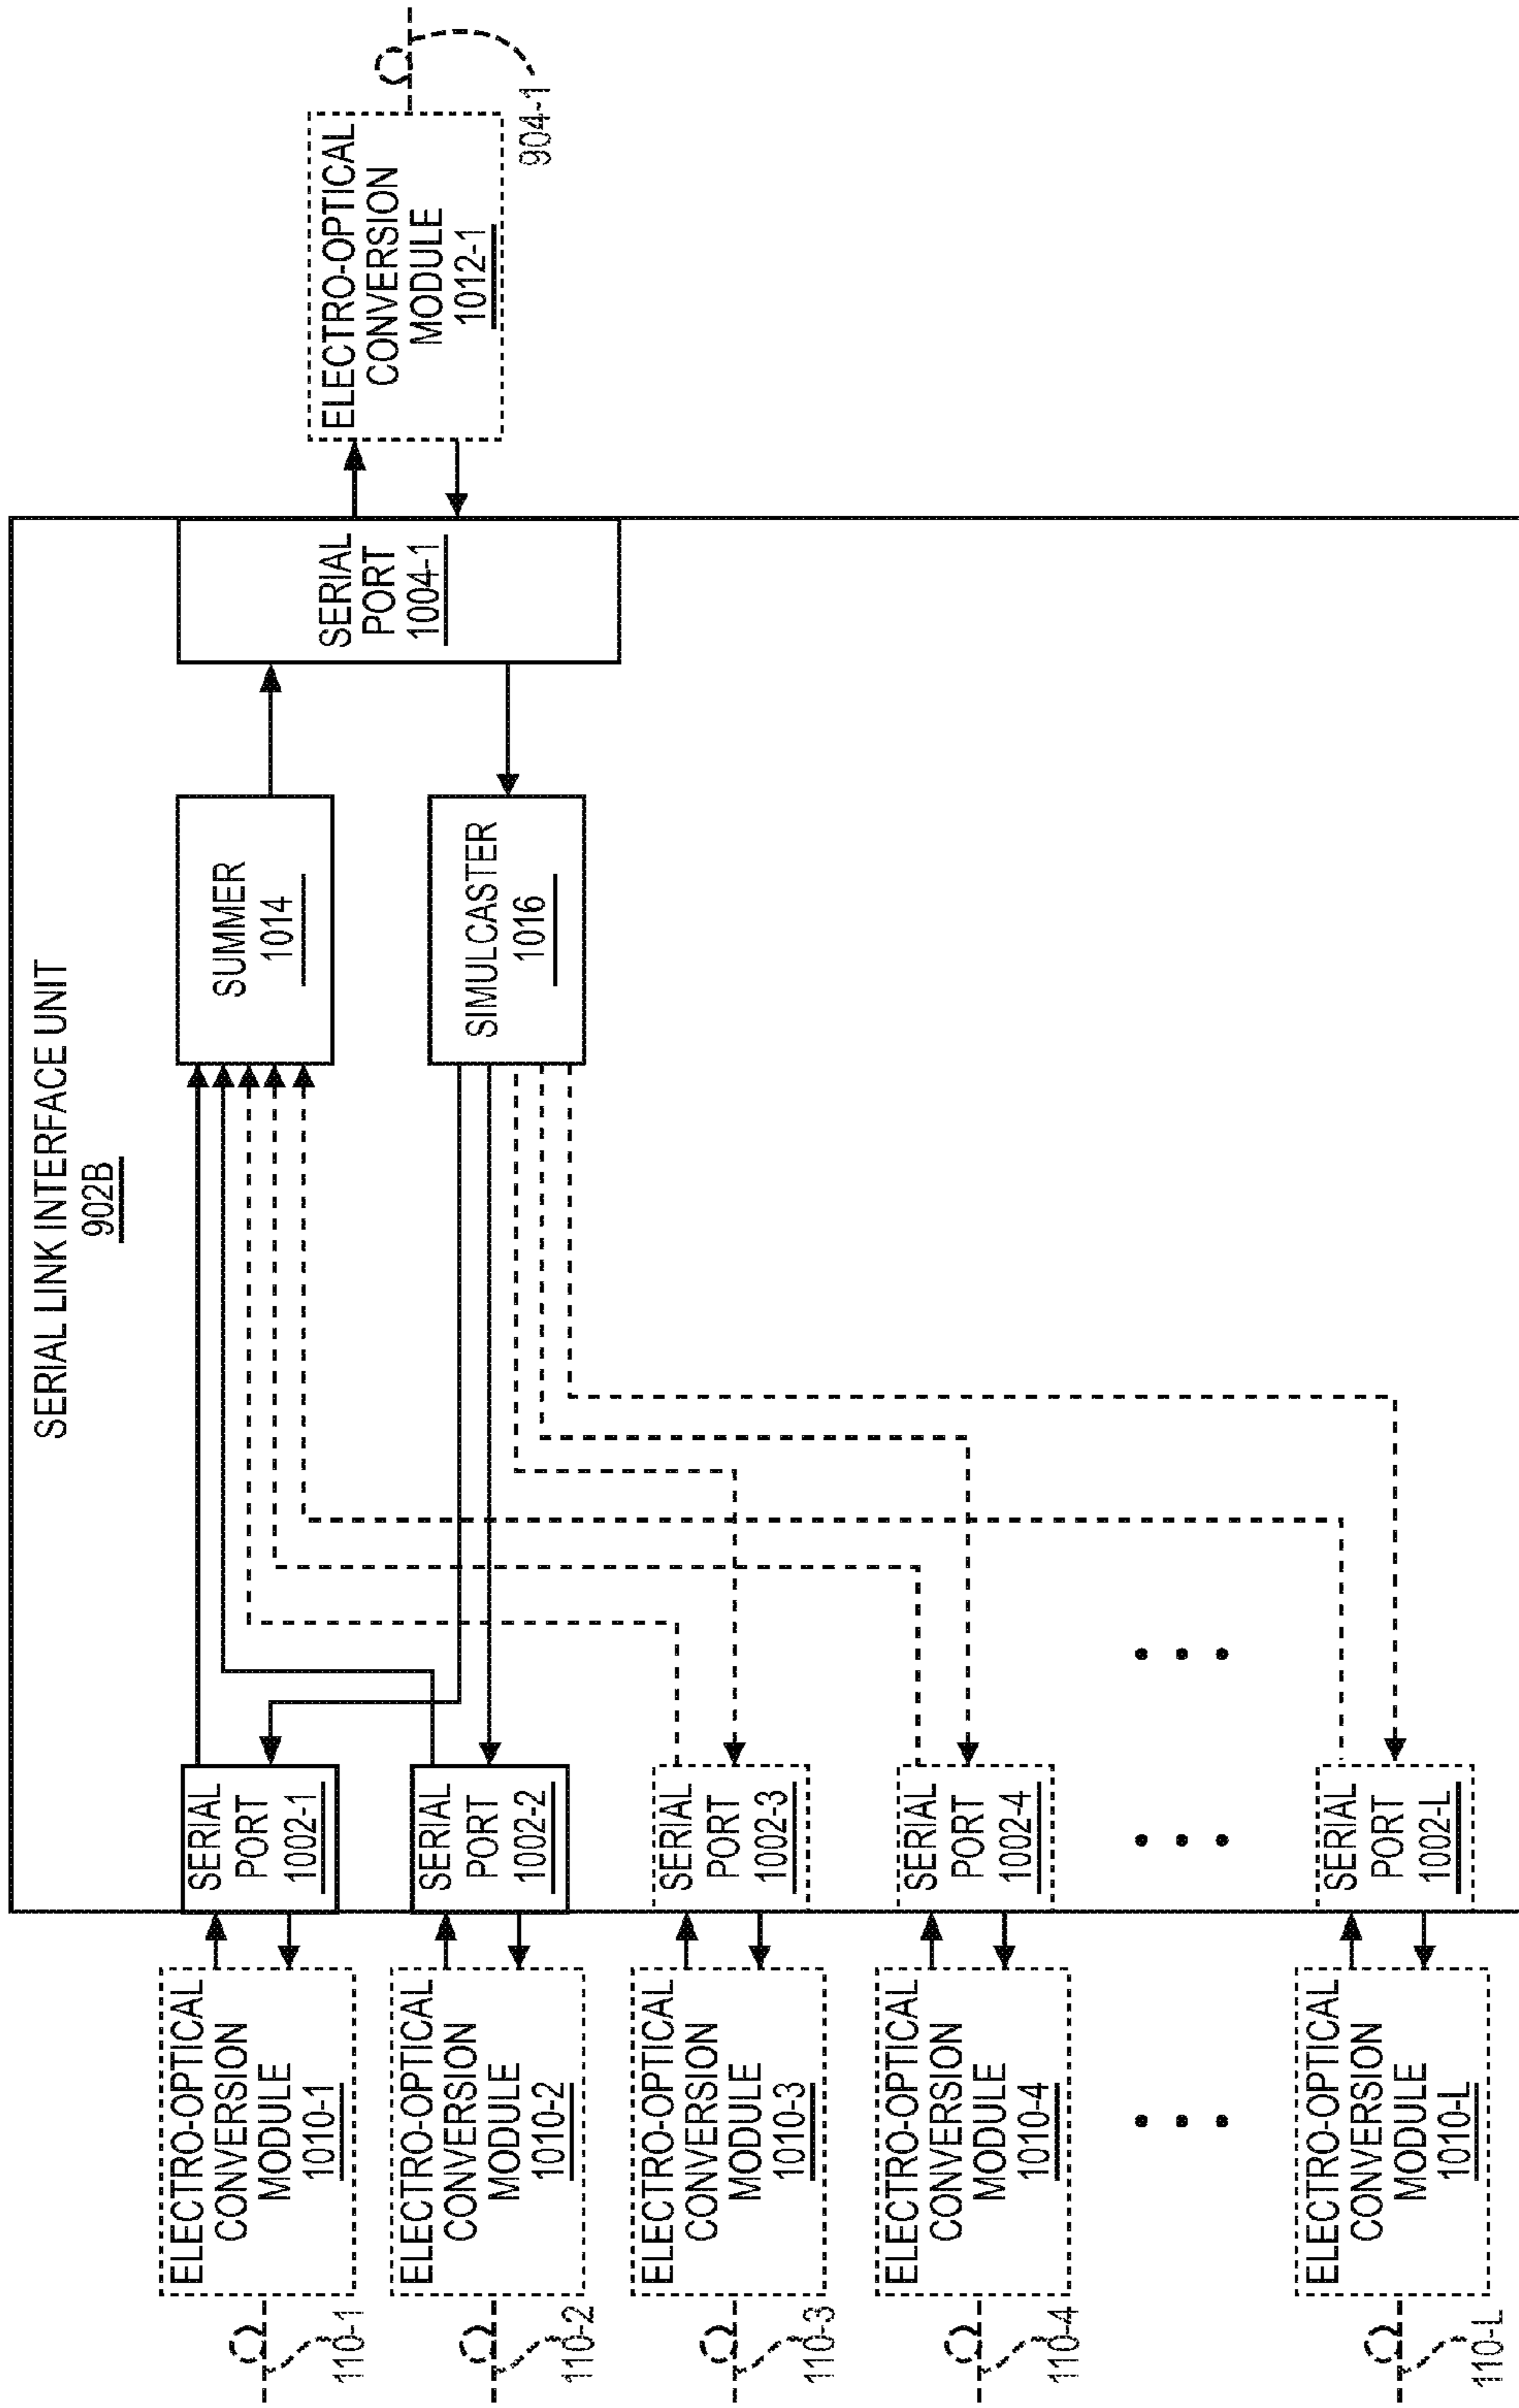 SERIAL LINK INTERFACE UNIT
902B
ELECTRO-OPTICAL
CONVERSION
MODULE
1010-1
110-1
SERIAL
PORT
1002-1
SUMMER
1014
SERIAL
PORT
1004-1
ELECTRO-OPTICAL
CONVERSION
MODULE
1012-1
904-1
ELECTRO-OPTICAL
CONVERSION
MODULE
1010-2
110-2
SERIAL
PORT
1002-2
SIMULCASTER
1016
ELECTRO-OPTICAL
CONVERSION
MODULE
1010-3
110-3
SERIAL
PORT
1002-3
ELECTRO-OPTICAL
CONVERSION
MODULE
1010-4
110-4
SERIAL
PORT
1002-4
ELECTRO-OPTICAL
CONVERSION
MODULE
1010-L
110-L
SERIAL
PORT
1002-L